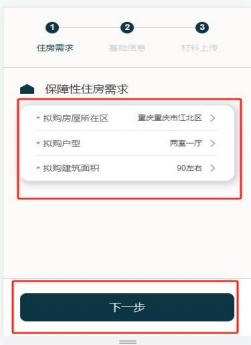 1 2 3
住房需求 基础信息 材料上传
保障性住房需求
* 拟购房屋所在区 重庆重庆市江北区 >
* 拟购户型 两室一厅 >
* 拟购建筑面积 90左右 >
下一步